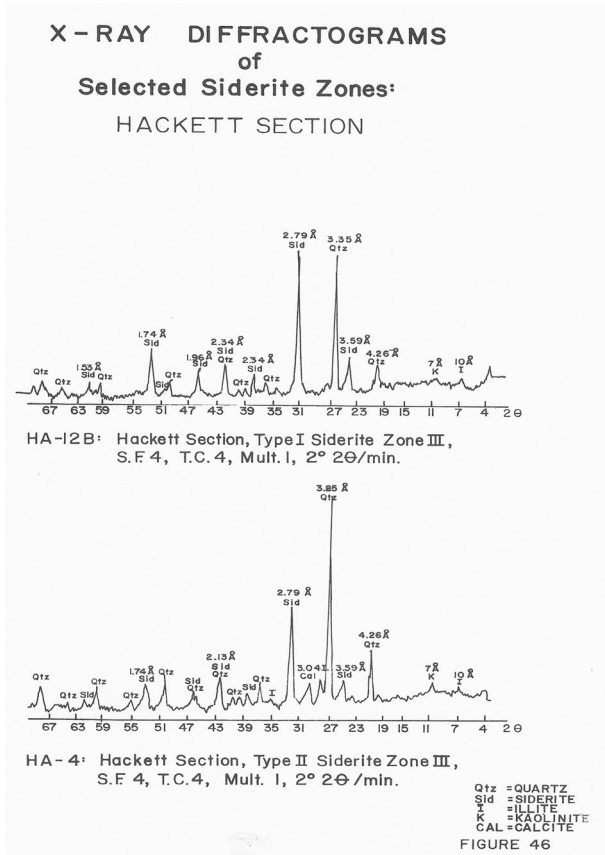 X-RAY DIFFRACTOGRAMS
of
Selected Siderite Zones:
HACKETT SECTION
2.79 Å
Sid
3.35 Å
Qtz
1.74 Å
Sid
2.34 Å
Sid
Qtz
1.96 Å
Sid
2.34 Å
Sid
3.59 Å
Sid
4.26 Å
Qtz
7Å
K
10Å
I
Qtz
Qtz
1.53 Å
Sid
Qtz
Sid
Qtz
Qtz
Qtz
67 63 59 55 51 47 43 39 35 31 27 23 19 15 11 7 4 2θ
HA-12B: Hackett Section, Type I Siderite Zone III,
S.F. 4, T.C. 4, Mult. 1, 2° 2θ/min.
3.85 Å
Qtz
2.79 Å
Sid
4.26 Å
Qtz
2.13 Å
Sid
Qtz
1.74 Å
Sid
Qtz
Sid
Qtz
3.04
Cal
I
3.59 Å
Sid
7Å
K
10 Å
I
Qtz
Qtz
Sid
Qtz
Qtz
Qtz
Sid
Qtz
I
67 63 59 55 51 47 43 39 35 31 27 23 19 15 11 7 4 2θ
HA-4: Hackett Section, Type II Siderite Zone III,
S.F. 4, T.C. 4, Mult. 1, 2° 2θ/min.
Qtz = QUARTZ
Sid = SIDERITE
I = ILLITE
K = KAOLINITE
CAL = CALCITE
FIGURE 46